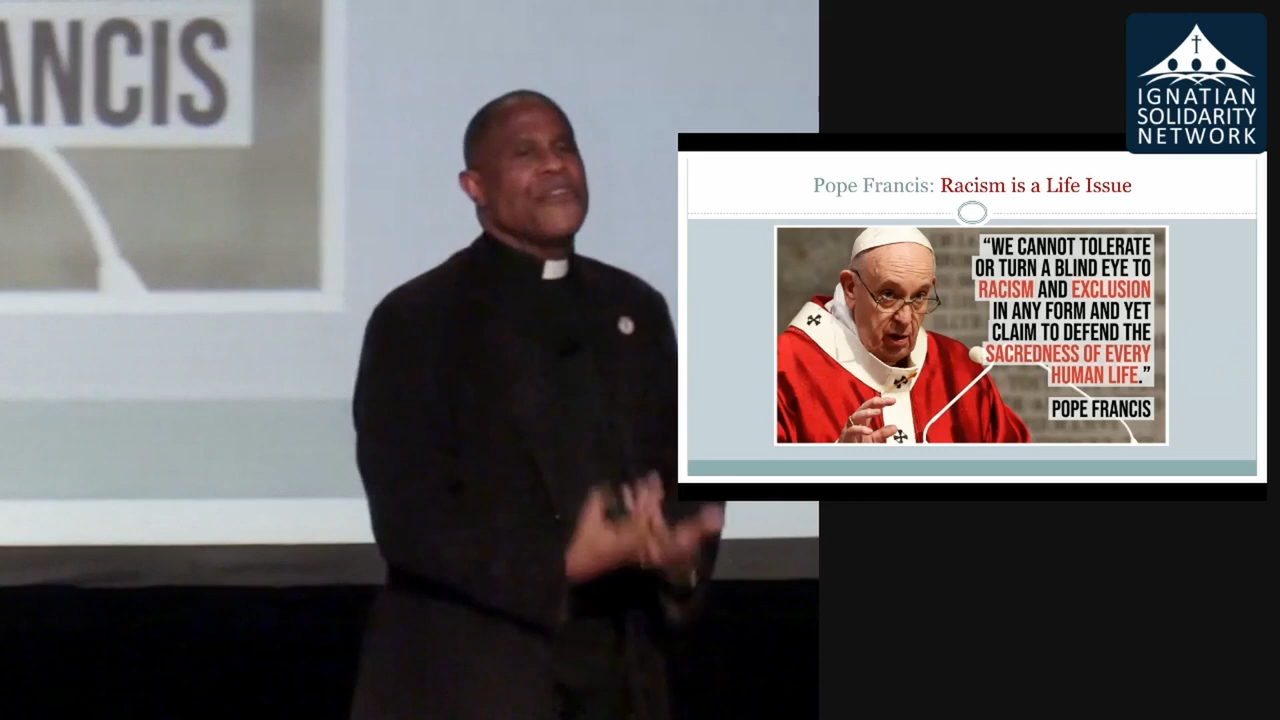 ANCIS
IGNATIAN
SOLIDARITY
NETWORK
Pope Francis: Racism is a Life Issue
“WE CANNOT TOLERATE
OR TURN A BLIND EYE TO
RACISM AND EXCLUSION
IN ANY FORM AND YET
CLAIM TO DEFEND THE
SACREDNESS OF EVERY
HUMAN LIFE.”
POPE FRANCIS